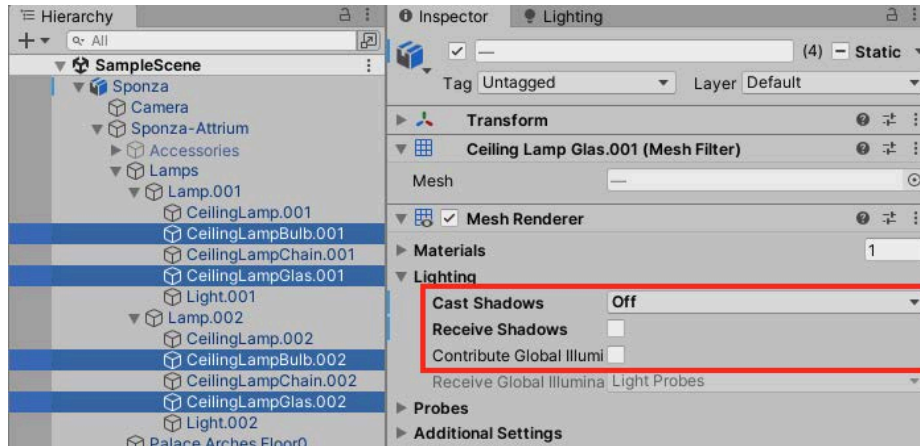 Hierarchy
All
SampleScene
Sponza
Camera
Sponza-Attrium
Accessories
Lamps
Lamp.001
CeilingLamp.001
CeilingLampBulb.001
CeilingLampChain.001
CeilingLampGlas.001
Light.001
Lamp.002
CeilingLamp.002
CeilingLampBulb.002
CeilingLampChain.002
CeilingLampGlas.002
Light.002
Palace Arches Floor0
Inspector
Lighting
— (4) Static
Tag Untagged Layer Default
Transform
Ceiling Lamp Glas.001 (Mesh Filter)
Mesh —
Mesh Renderer
Materials 1
Lighting
Cast Shadows Off
Receive Shadows
Contribute Global Illumi
Receive Global Illumina Light Probes
Probes
Additional Settings